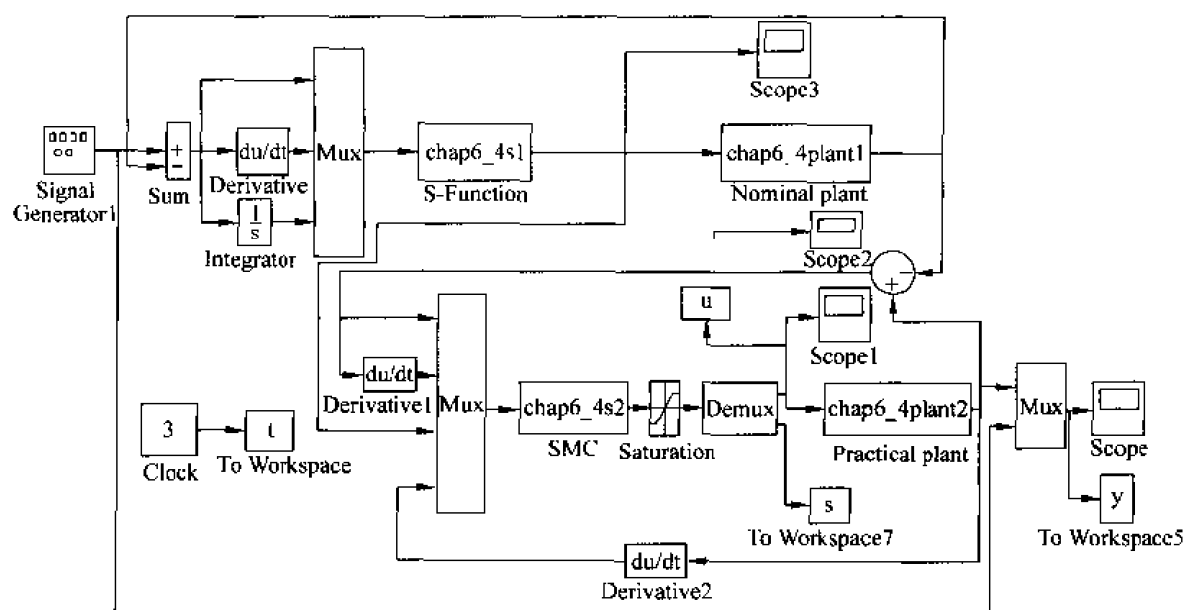 Scope3
Signal
Generator1
+
−
Sum
du/dt
Derivative
1
s
Integrator
Mux
chap6_4s1
S-Function
chap6_4plant1
Nominal plant
Scope2
−
+
u
Scope1
du/dt
Derivative1
Mux
chap6_4s2
SMC
Saturation
Demux
chap6_4plant2
Practical plant
Mux
Scope
3
Clock
t
To Workspace
s
To Workspace7
y
To Workspace5
du/dt
Derivative2